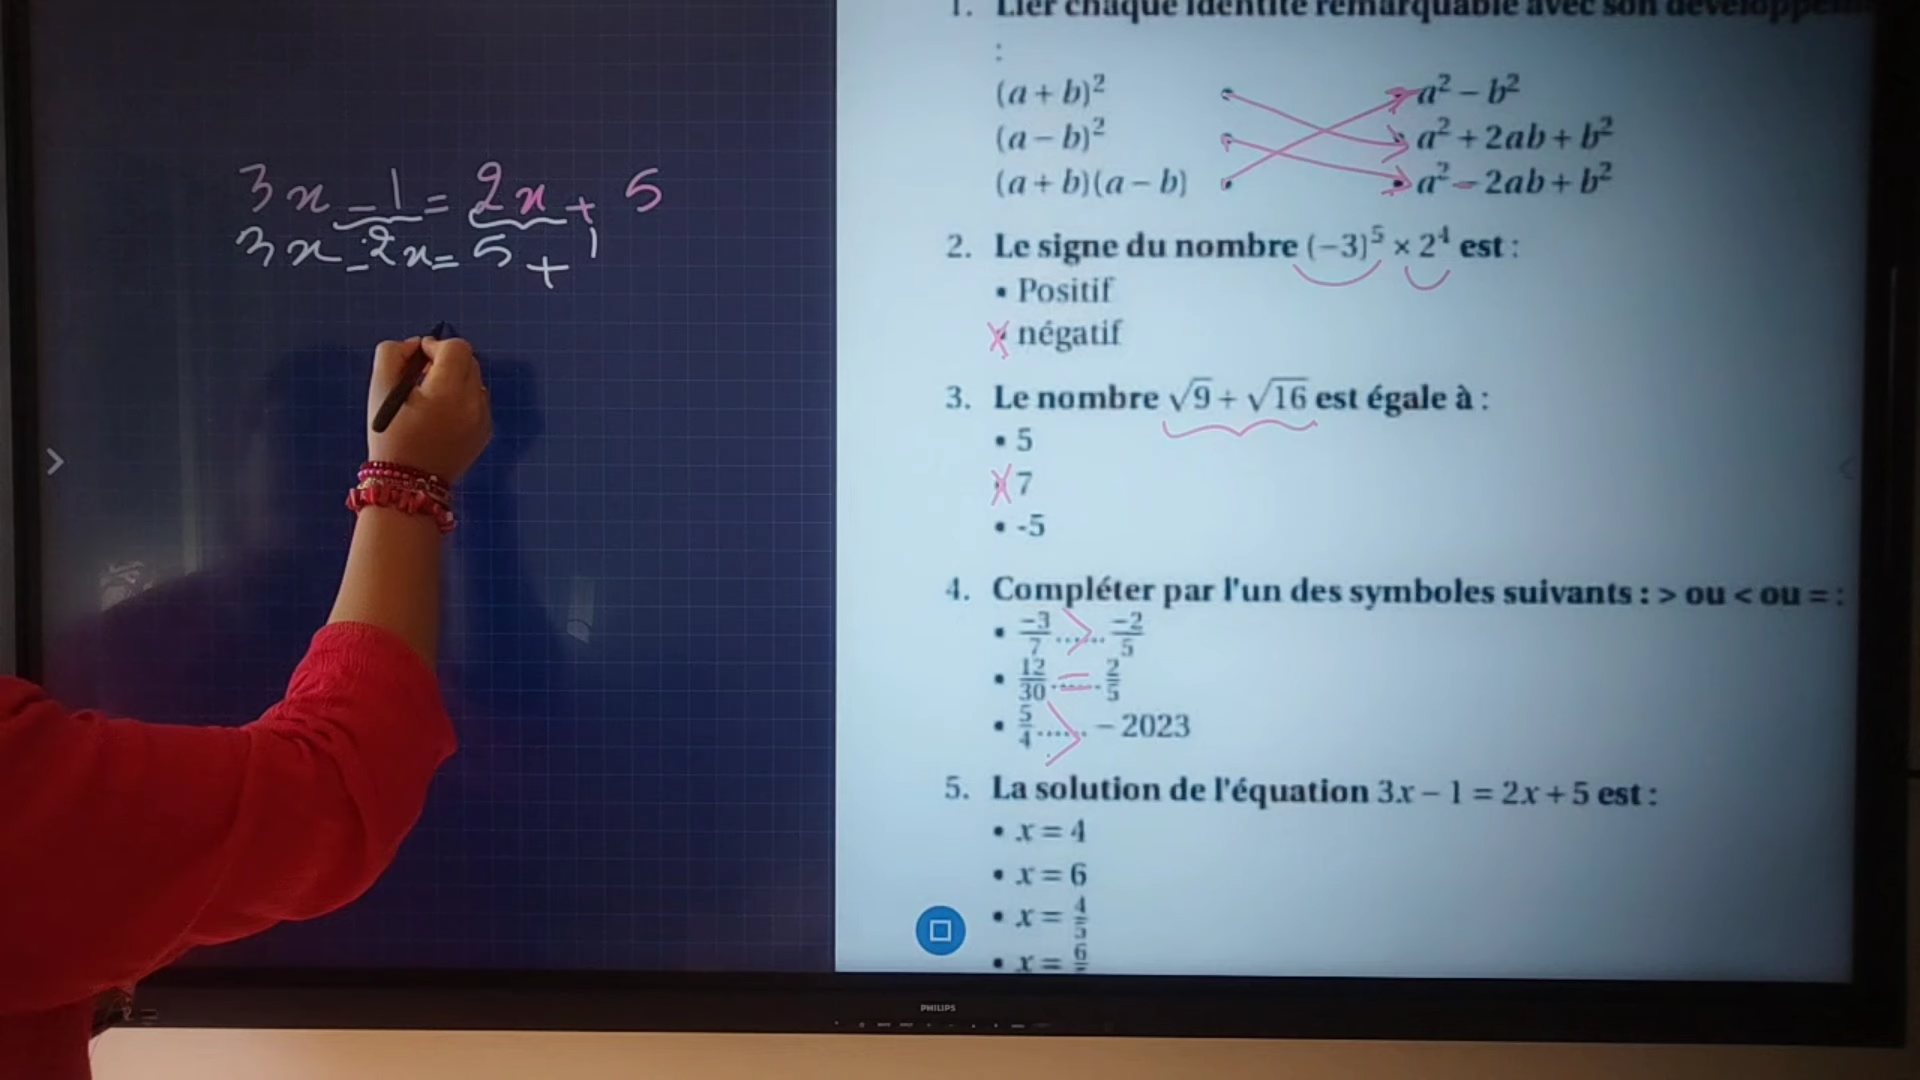 3x - 1 = 2x + 5
3x - 2x = 5 + 1
1. Lier chaque identité remarquable avec son
:
(a + b)² a² − b²
(a − b)² a² + 2ab + b²
(a + b)(a − b) a² − 2ab + b²
2. Le signe du nombre (−3)⁵ × 2⁴ est :
• Positif
X négatif
3. Le nombre √9 + √16 est égale à :
• 5
X 7
• -5
4. Compléter par l'un des symboles suivants : > ou < ou = :
• −3/7 ...>... −2/5
• 12/30 ...=... 2/5
• 5/4 ...>... − 2023
5. La solution de l'équation 3x − 1 = 2x + 5 est :
• x = 4
• x = 6
• x = 4/5
• x = 6
PHILIPS